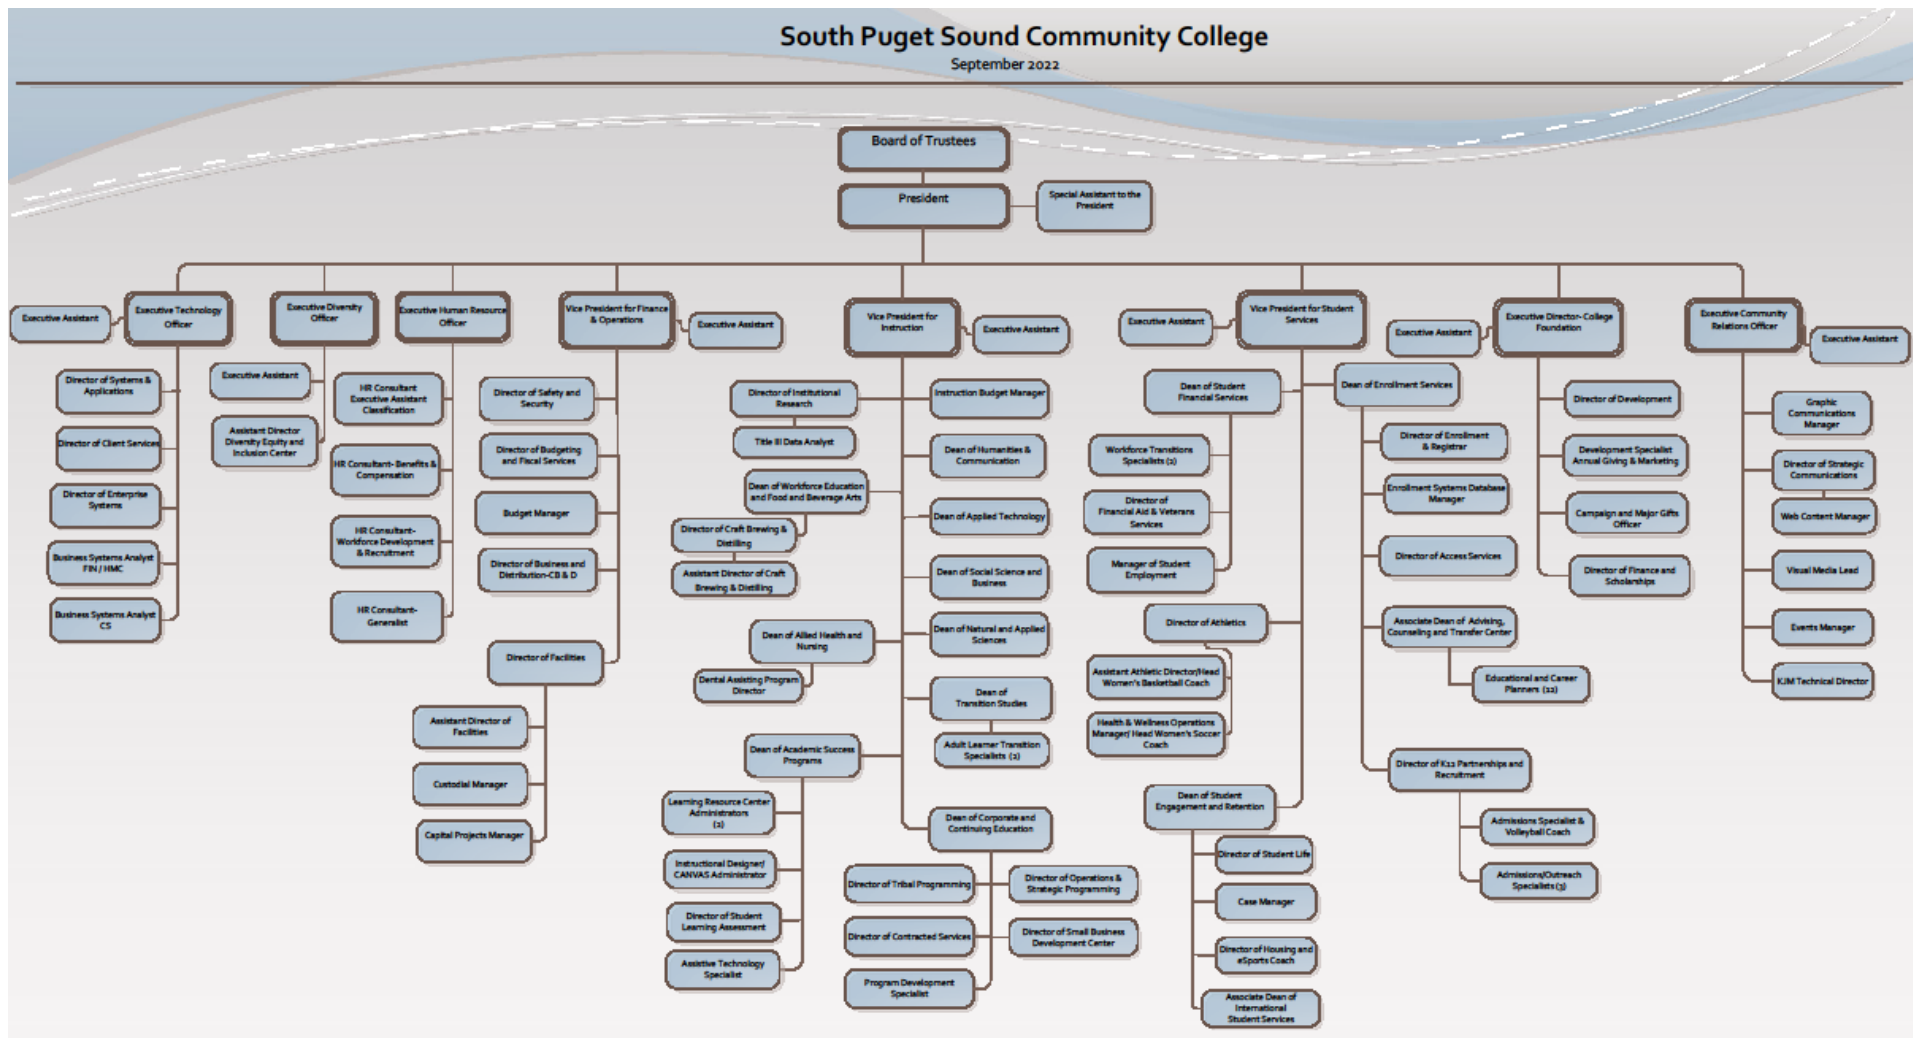 South Puget Sound Community College
September 2022
Board of Trustees
President
Special Assistant to the
President
Executive Assistant
Executive Technology
Officer
Director of Systems &
Applications
Director of Client Services
Director of Enterprise
Systems
Business Systems Analyst
FIN / HMC
Business Systems Analyst
CS
Executive Diversity
Officer
Executive Assistant
Assistant Director
Diversity Equity and
Inclusion Center
Executive Human Resource
Officer
HR Consultant
Executive Assistant
Classification
HR Consultant- Benefits &
Compensation
HR Consultant-
Workforce Development
& Recruitment
HR Consultant-
Generalist
Vice President for Finance
& Operations
Executive Assistant
Director of Safety and
Security
Director of Budgeting
and Fiscal Services
Budget Manager
Director of Business and
Distribution-CB & D
Director of Facilities
Assistant Director of
Facilities
Custodial Manager
Capital Projects Manager
Vice President for
Instruction
Executive Assistant
Director of Institutional
Research
Title III Data Analyst
Dean of Workforce Education
and Food and Beverage Arts
Director of Craft Brewing &
Distilling
Assistant Director of Craft
Brewing & Distilling
Dean of Allied Health and
Nursing
Dental Assisting Program
Director
Dean of Academic Success
Programs
Learning Resource Center
Administrators
(2)
Instructional Designer/
CANVAS Administrator
Director of Student
Learning Assessment
Assistive Technology
Specialist
Instruction Budget Manager
Dean of Humanities &
Communication
Dean of Applied Technology
Dean of Social Science and
Business
Dean of Natural and Applied
Sciences
Dean of
Transition Studies
Adult Learner Transition
Specialists (2)
Dean of Corporate and
Continuing Education
Director of Tribal Programming
Director of Operations &
Strategic Programming
Director of Contracted Services
Director of Small Business
Development Center
Program Development
Specialist
Executive Assistant
Vice President for Student
Services
Dean of Student
Financial Services
Workforce Transitions
Specialists (2)
Director of
Financial Aid & Veterans
Services
Manager of Student
Employment
Director of Athletics
Assistant Athletic Director/Head
Women's Basketball Coach
Health & Wellness Operations
Manager/ Head Women's Soccer
Coach
Dean of Student
Engagement and Retention
Director of Student Life
Case Manager
Director of Housing and
eSports Coach
Associate Dean of
International
Student Services
Dean of Enrollment Services
Director of Enrollment
& Registrar
Enrollment Systems Database
Manager
Director of Access Services
Associate Dean of Advising,
Counseling and Transfer Center
Educational and Career
Planners (12)
Director of K12 Partnerships and
Recruitment
Admissions Specialist &
Volleyball Coach
Admissions/Outreach
Specialists (3)
Executive Assistant
Executive Director- College
Foundation
Director of Development
Development Specialist
Annual Giving & Marketing
Campaign and Major Gifts
Officer
Director of Finance and
Scholarships
Executive Community
Relations Officer
Executive Assistant
Graphic
Communications
Manager
Director of Strategic
Communications
Web Content Manager
Visual Media Lead
Events Manager
KJM Technical Director